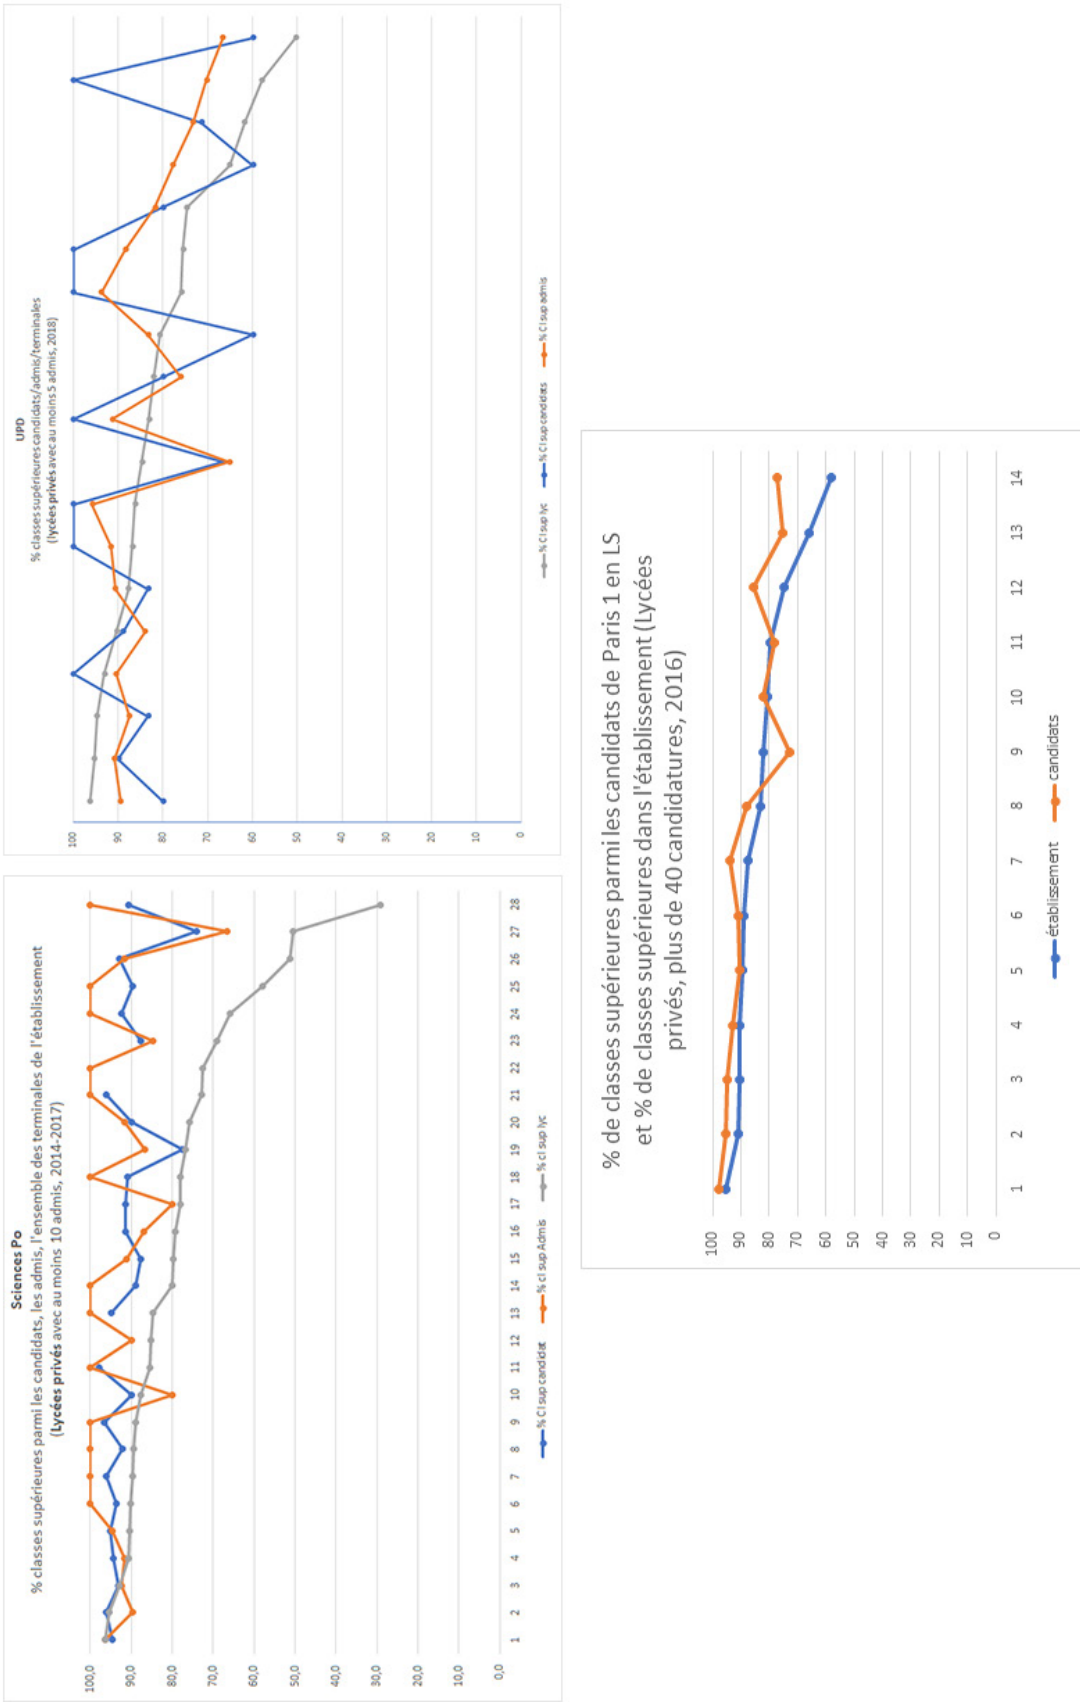 Sciences Po
% classes supérieures parmi les candidats, les admis, l'ensemble des terminales de l'établissement
(Lycées privés avec au moins 10 admis, 2014-2017)
100,0
90,0
80,0
70,0
60,0
50,0
40,0
30,0
20,0
10,0
0,0
1 2 3 4 5 6 7 8 9 10 11 12 13 14 15 16 17 18 19 20 21 22 23 24 25 26 27 28
% Cl sup candidat % cl sup Admis % cl sup lyc
UPD
% classes supérieures candidats/admis/terminales
(lycées privés avec au moins 5 admis, 2018)
100
90
80
70
60
50
40
30
20
10
0
% Cl sup lyc % Cl sup candidats % Cl sup admis
% de classes supérieures parmi les candidats de Paris 1 en LS
et % de classes supérieures dans l'établissement (Lycées
privés, plus de 40 candidatures, 2016)
100
90
80
70
60
50
40
30
20
10
0
1 2 3 4 5 6 7 8 9 10 11 12 13 14
établissement candidats